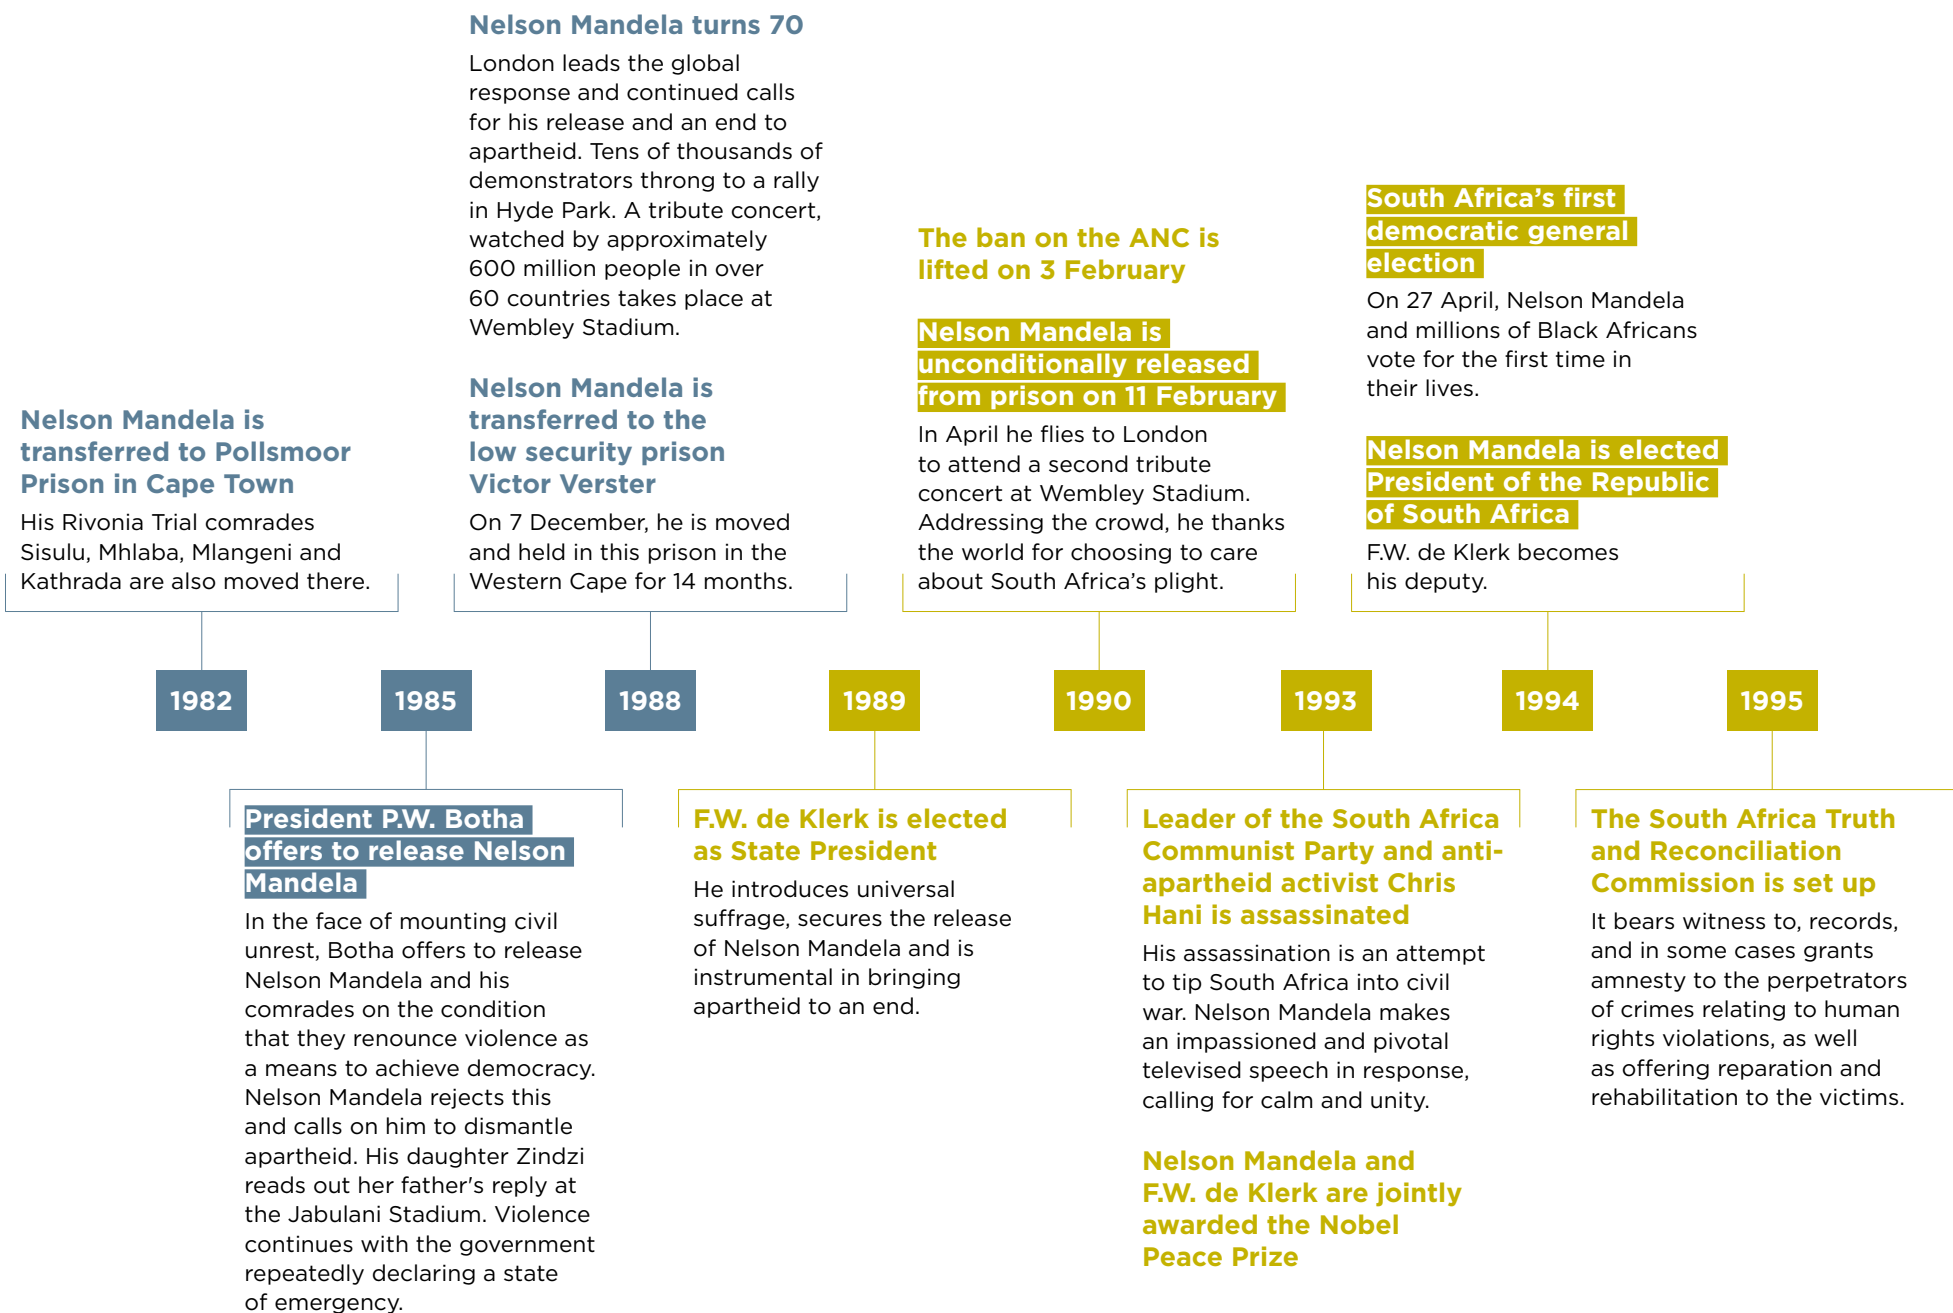 Nelson Mandela is
transferred to Pollsmoor
Prison in Cape Town
His Rivonia Trial comrades
Sisulu, Mhlaba, Mlangeni and
Kathrada are also moved there.
1982
1985
President P.W. Botha
offers to release Nelson
Mandela
In the face of mounting civil
unrest, Botha offers to release
Nelson Mandela and his
comrades on the condition
that they renounce violence as
a means to achieve democracy.
Nelson Mandela rejects this
and calls on him to dismantle
apartheid. His daughter Zindzi
reads out her father's reply at
the Jabulani Stadium. Violence
continues with the government
repeatedly declaring a state
of emergency.
Nelson Mandela turns 70
London leads the global
response and continued calls
for his release and an end to
apartheid. Tens of thousands of
demonstrators throng to a rally
in Hyde Park. A tribute concert,
watched by approximately
600 million people in over
60 countries takes place at
Wembley Stadium.
Nelson Mandela is
transferred to the
low security prison
Victor Verster
On 7 December, he is moved
and held in this prison in the
Western Cape for 14 months.
1988
1989
F.W. de Klerk is elected
as State President
He introduces universal
suffrage, secures the release
of Nelson Mandela and is
instrumental in bringing
apartheid to an end.
The ban on the ANC is
lifted on 3 February
Nelson Mandela is
unconditionally released
from prison on 11 February
In April he flies to London
to attend a second tribute
concert at Wembley Stadium.
Addressing the crowd, he thanks
the world for choosing to care
about South Africa’s plight.
1990
1993
Leader of the South Africa
Communist Party and anti-
apartheid activist Chris
Hani is assassinated
His assassination is an attempt
to tip South Africa into civil
war. Nelson Mandela makes
an impassioned and pivotal
televised speech in response,
calling for calm and unity.
Nelson Mandela and
F.W. de Klerk are jointly
awarded the Nobel
Peace Prize
South Africa’s first
democratic general
election
On 27 April, Nelson Mandela
and millions of Black Africans
vote for the first time in
their lives.
Nelson Mandela is elected
President of the Republic
of South Africa
F.W. de Klerk becomes
his deputy.
1994
1995
The South Africa Truth
and Reconciliation
Commission is set up
It bears witness to, records,
and in some cases grants
amnesty to the perpetrators
of crimes relating to human
rights violations, as well
as offering reparation and
rehabilitation to the victims.